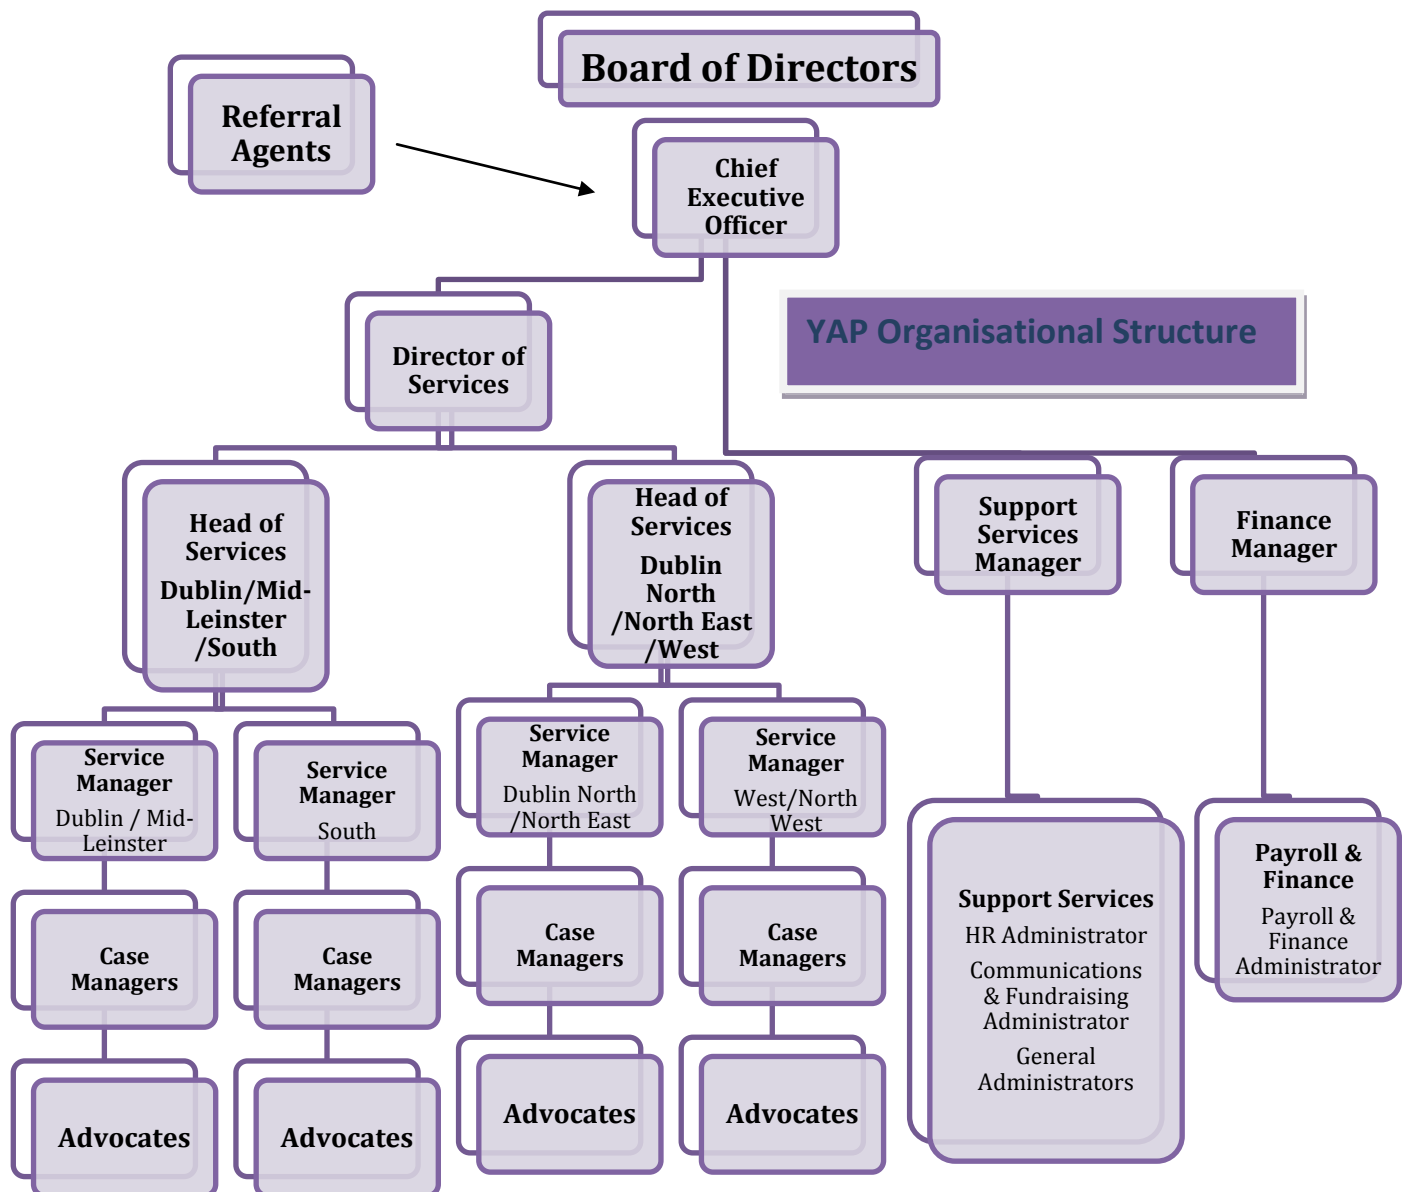 Board of Directors
Referral
Agents
Chief
Executive
Officer
YAP Organisational Structure
Director of
Services
Head of
Services
Dublin/Mid-
Leinster
/South
Head of
Services
Dublin
North
/North East
/West
Support
Services
Manager
Finance
Manager
Service
Manager
Dublin / Mid-
Leinster
Service
Manager
South
Service
Manager
Dublin North
/North East
Service
Manager
West/North
West
Case
Managers
Case
Managers
Case
Managers
Case
Managers
Advocates
Advocates
Advocates
Advocates
Support Services
HR Administrator
Communications
& Fundraising
Administrator
General
Administrators
Payroll &
Finance
Payroll &
Finance
Administrator